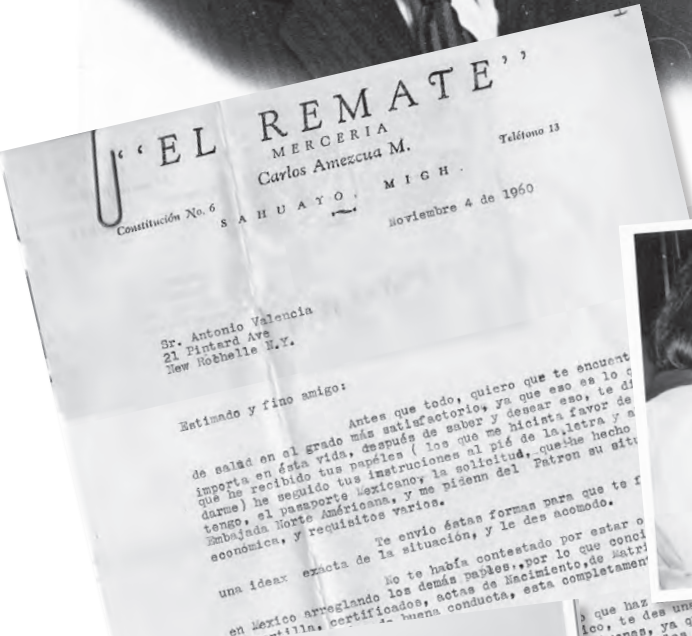 "EL REMATE"
MERCERIA
Carlos Amezcua M.
Teléfono 13
Constitución No. 6
SAHUAYO, MICH.
Noviembre 4 de 1960
Sr. Antonio Valencia
21 Pintard Ave
New Rochelle N.Y.
Estimado y fino amigo:
Antes que todo, quiero que te encuent
de salud en el grado más satisfactorio, ya que eso es lo
importa en ésta vida, después de saber y desear eso, te di
que he recibido tus papéles ( los que me hicista favor de
darme) he seguido tus instruciones al pié de la letra y a
tengo, el pasaporte Mexicano, la solicitud, que he hecho
Embajada Norte Américana, y me pidenn del Patron su situ
económica, y requisitos varios.
Te envio éstas formas para que te
una ideax exácta de la situación, y le des acomodo.
No te había contestado por estar
en Mexico arreglando los demás paples, por lo que conci
certificados, actas de Nacimiento, de Matri
buena conducta, esta completamen
que haz
ico, te des un
ya q